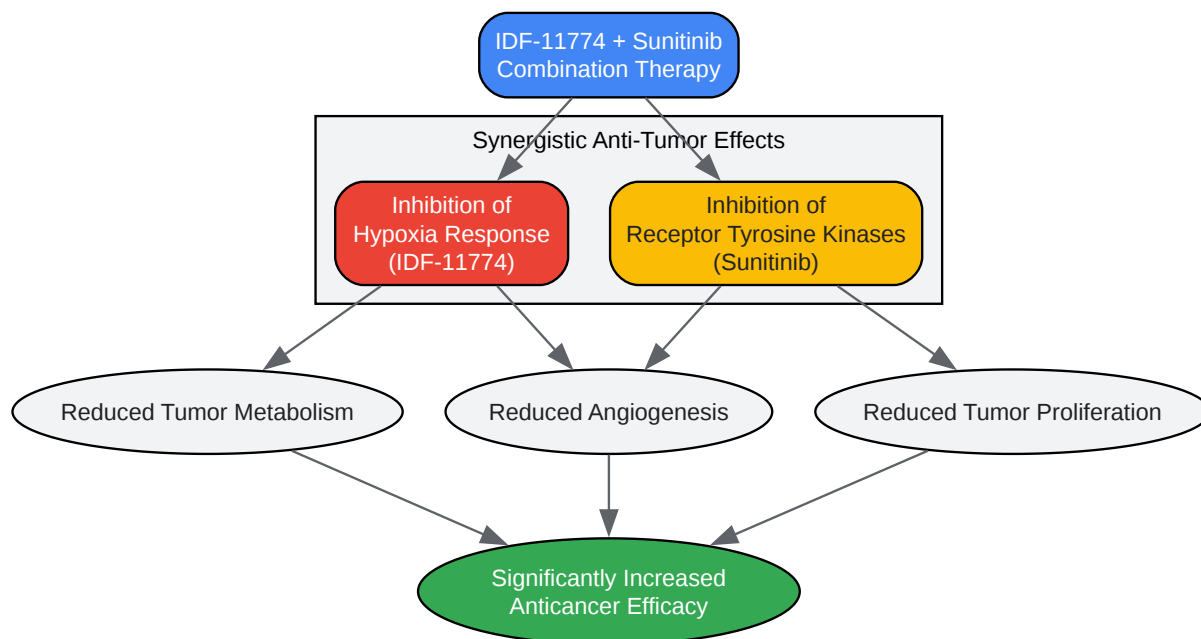 IDF-11774 + Sunitinib
Combination Therapy
Synergistic Anti-Tumor Effects
Inhibition of
Hypoxia Response
(IDF-11774)
Inhibition of
Receptor Tyrosine Kinases
(Sunitinib)
Reduced Tumor Metabolism
Reduced Angiogenesis
Reduced Tumor Proliferation
Significantly Increased
Anticancer Efficacy